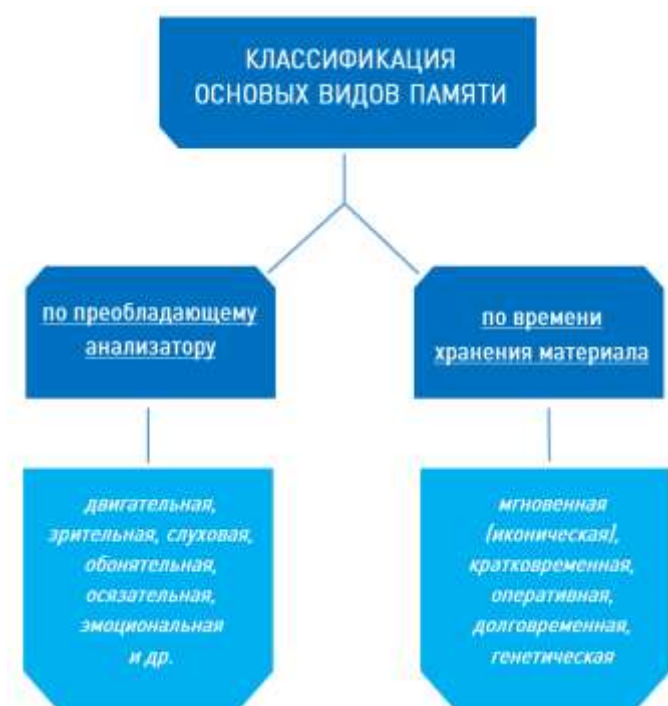 КЛАССИФИКАЦИЯ
ОСНОВЫХ ВИДОВ ПАМЯТИ
по преобладающему
анализатору
по времени
хранения материала
двигательная,
зрительная, слуховая,
обонятельная,
осязательная,
эмоциональная
и др.
мгновенная
(иконическая),
кратковременная,
оперативная,
долговременная,
генетическая